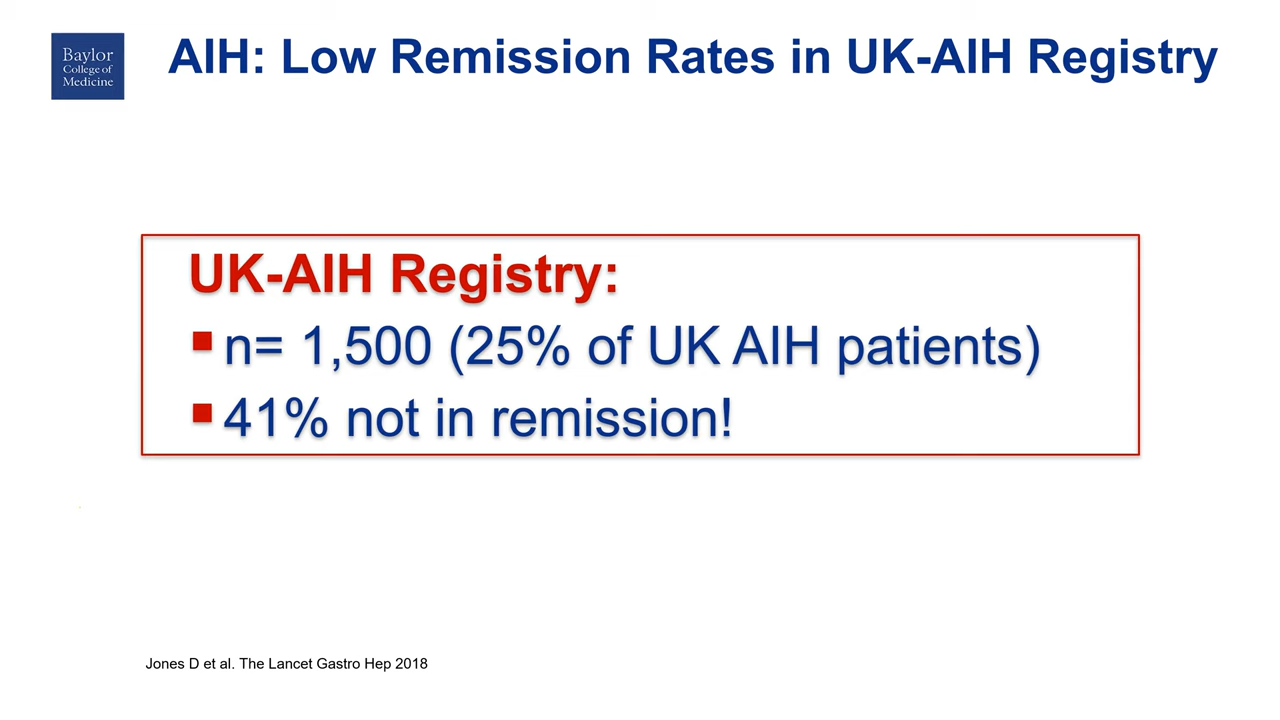 Baylor
College of
Medicine
AIH: Low Remission Rates in UK-AIH Registry
UK-AIH Registry:
▪ n= 1,500 (25% of UK AIH patients)
▪ 41% not in remission!
Jones D et al. The Lancet Gastro Hep 2018